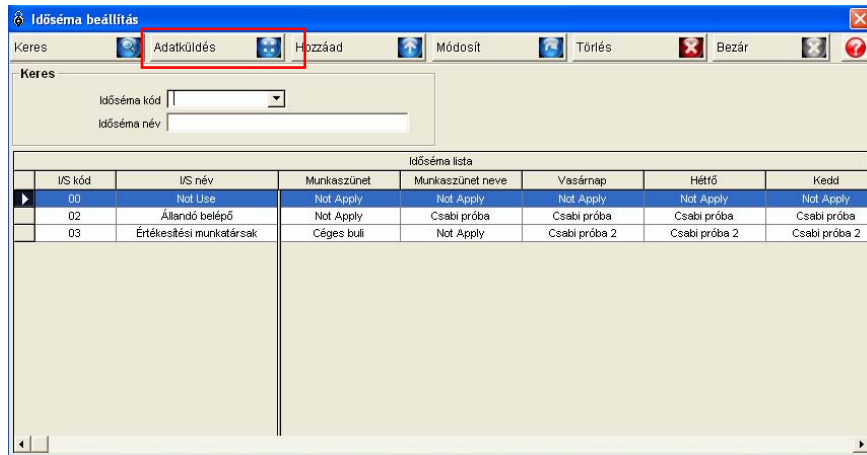 Időséma beállítás
Keres Adatküldés Hozzáad Módosít Törlés Bezár
Keres
Időséma kód
Időséma név
Időséma lista
I/S kód I/S név Munkaszünet Munkaszünet neve Vasárnap Hétfő Kedd
00 Not Use Not Apply Not Apply Not Apply Not Apply Not Apply
02 Állandó belépő Not Apply Csabi próba Csabi próba Csabi próba Csabi próba
03 Értékesítési munkatársak Céges buli Not Apply Csabi próba 2 Csabi próba 2 Csabi próba 2